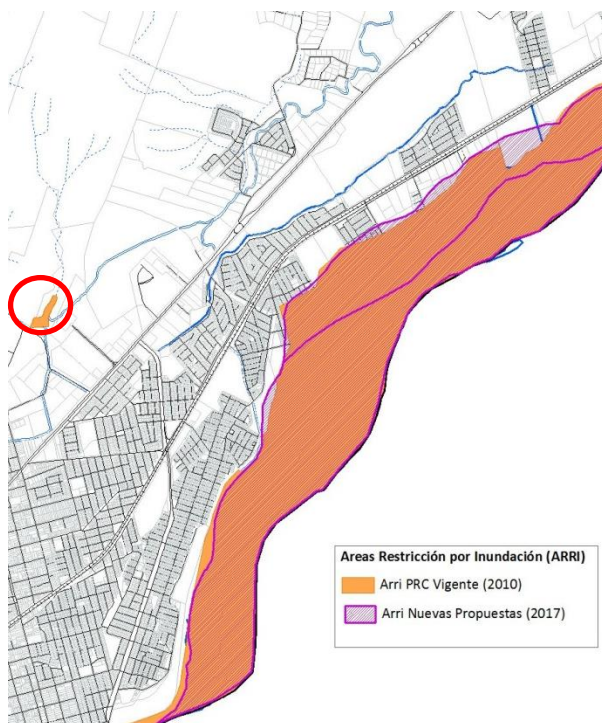 Areas Restricción por Inundación (ARRI)
Arri PRC Vigente (2010)
Arri Nuevas Propuestas (2017)